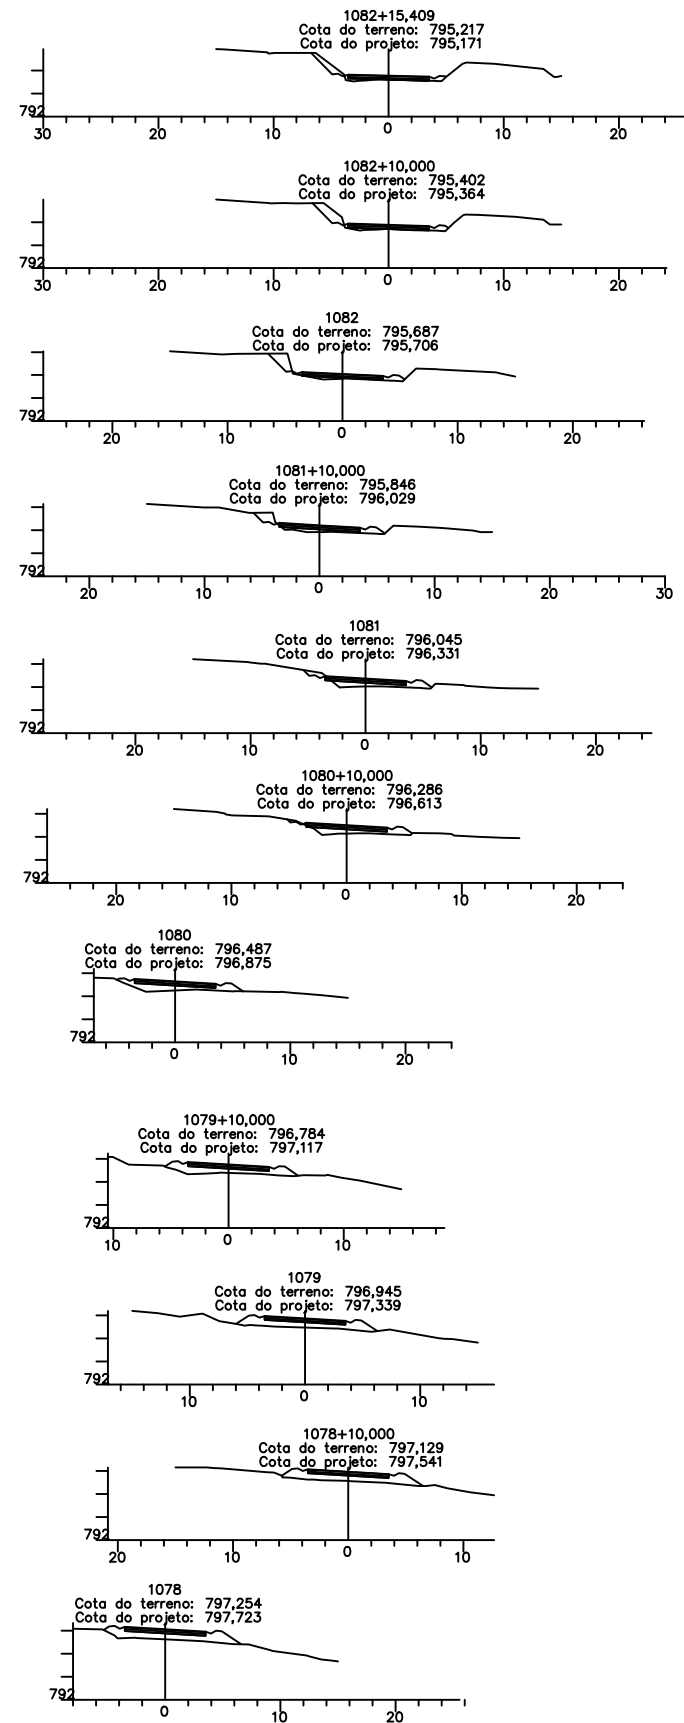 1082+15,409
Cota do terreno: 795,217
Cota do projeto: 795,171
792
30 20 10 0 10 20
1082+10,000
Cota do terreno: 795,402
Cota do projeto: 795,364
792
30 20 10 0 10 20
1082
Cota do terreno: 795,687
Cota do projeto: 795,706
792
20 10 0 10 20
1081+10,000
Cota do terreno: 795,846
Cota do projeto: 796,029
792
20 10 0 10 20 30
1081
Cota do terreno: 796,045
Cota do projeto: 796,331
792
20 10 0 10 20
1080+10,000
Cota do terreno: 796,286
Cota do projeto: 796,613
792
20 10 0 10 20
1080
Cota do terreno: 796,487
Cota do projeto: 796,875
792
0 10 20
1079+10,000
Cota do terreno: 796,784
Cota do projeto: 797,117
792
10 0 10
1079
Cota do terreno: 796,945
Cota do projeto: 797,339
792
10 0 10
1078+10,000
Cota do terreno: 797,129
Cota do projeto: 797,541
792
20 10 0 10
1078
Cota do terreno: 797,254
Cota do projeto: 797,723
792
0 10 20